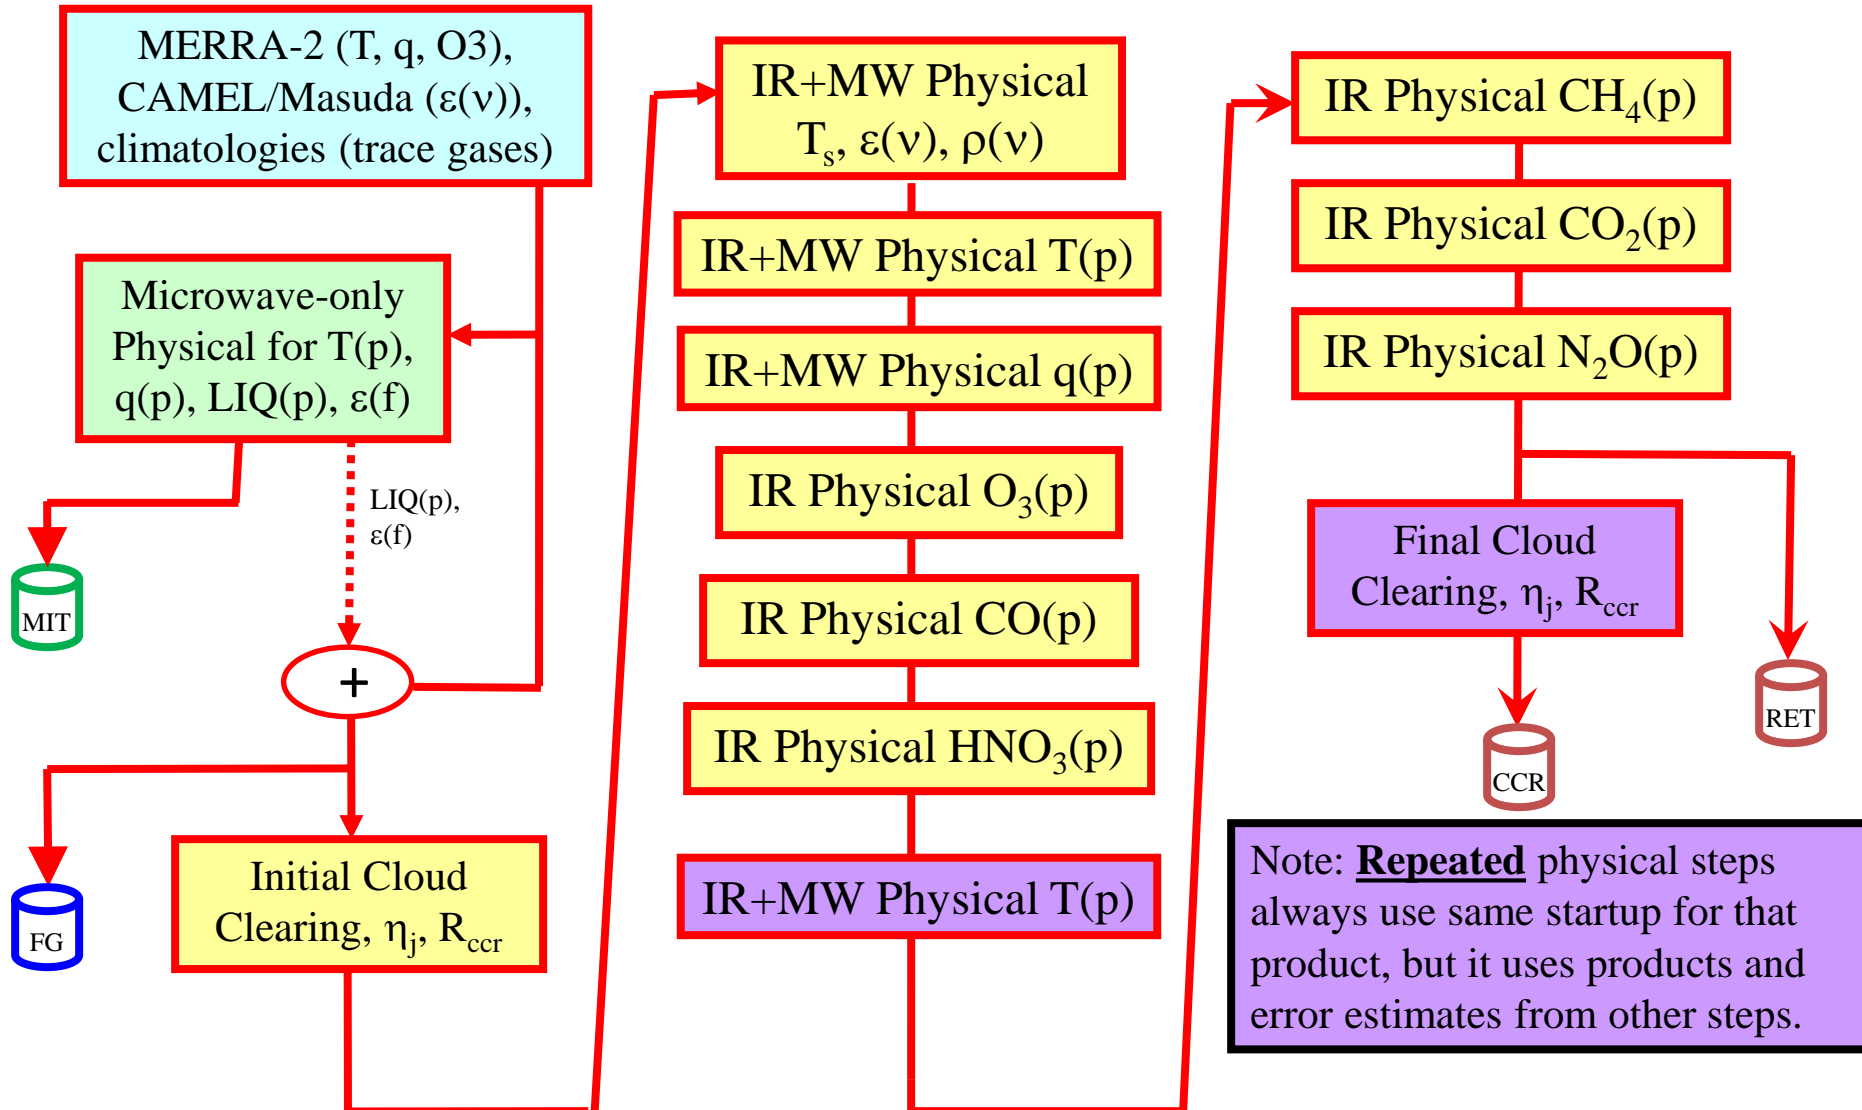 MERRA-2 (T, q, O3),
CAMEL/Masuda (ε(ν)),
climatologies (trace gases)
Microwave-only
Physical for T(p),
q(p), LIQ(p), ε(f)
LIQ(p),
ε(f)
MIT
+
FG
Initial Cloud
Clearing, ηⱼ, R_ccr
IR+MW Physical
Tₛ, ε(ν), ρ(ν)
IR+MW Physical T(p)
IR+MW Physical q(p)
IR Physical O₃(p)
IR Physical CO(p)
IR Physical HNO₃(p)
IR+MW Physical T(p)
IR Physical CH₄(p)
IR Physical CO₂(p)
IR Physical N₂O(p)
Final Cloud
Clearing, ηⱼ, R_ccr
RET
CCR
Note: Repeated physical steps
always use same startup for that
product, but it uses products and
error estimates from other steps.